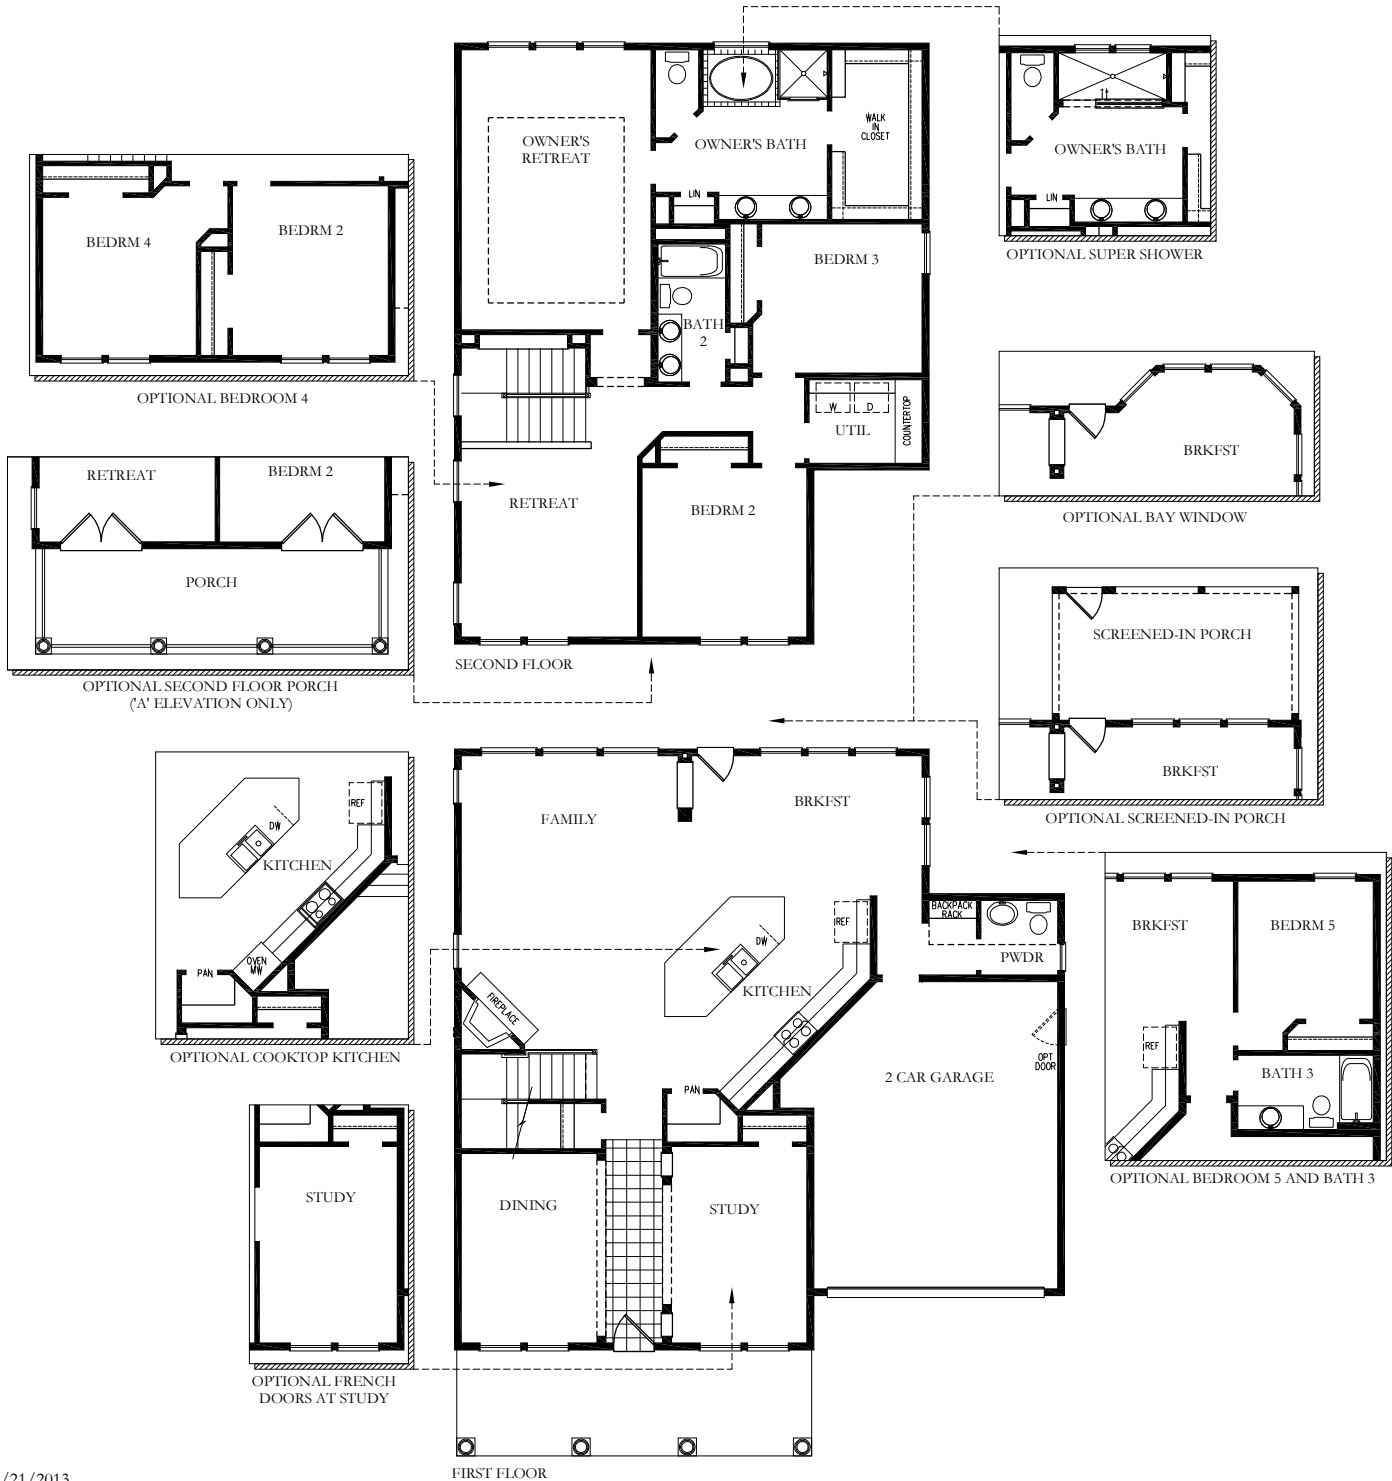 OWNER'S
RETREAT
OWNER'S BATH
WALK
IN
CLOSET
LIN
BEDRM 3
BATH
2
W
D
UTIL
COUNTERTOP
RETREAT
BEDRM 2
SECOND FLOOR
OWNER'S BATH
LIN
OPTIONAL SUPER SHOWER
BEDRM 4
BEDRM 2
OPTIONAL BEDROOM 4
RETREAT
BEDRM 2
PORCH
OPTIONAL SECOND FLOOR PORCH
('A' ELEVATION ONLY)
BRKFST
OPTIONAL BAY WINDOW
SCREENED-IN PORCH
BRKFST
OPTIONAL SCREENED-IN PORCH
REF
DW
KITCHEN
OVEN
MW
PAN
OPTIONAL COOKTOP KITCHEN
FAMILY
BRKFST
BACKPACK
RACK
REF
DW
PWDR
KITCHEN
FIREPLACE
OPT
DOOR
2 CAR GARAGE
PAN
DINING
STUDY
FIRST FLOOR
BRKFST
BEDRM 5
REF
BATH 3
OPTIONAL BEDROOM 5 AND BATH 3
STUDY
OPTIONAL FRENCH
DOORS AT STUDY
/21/2013